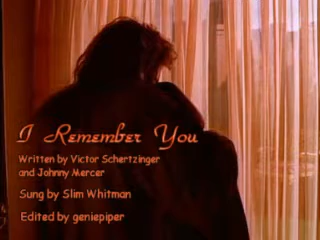 I Remember You
Written by Victor Schertzinger
and Johnny Mercer
Sung by Slim Whitman
Edited by geniepiper